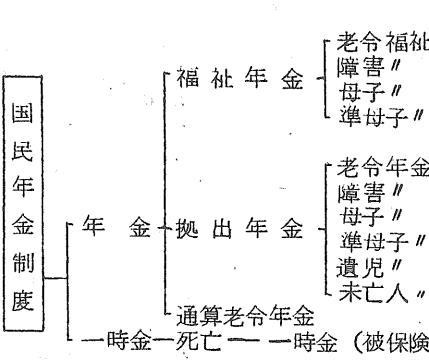 国民年金制度
年金
福祉年金
老令福祉
障害〃
母子〃
準母子〃
拠出年金
老令年金
障害〃
母子〃
準母子〃
遺児〃
未亡人〃
通算老令年金
一時金
死亡
一時金(被保険